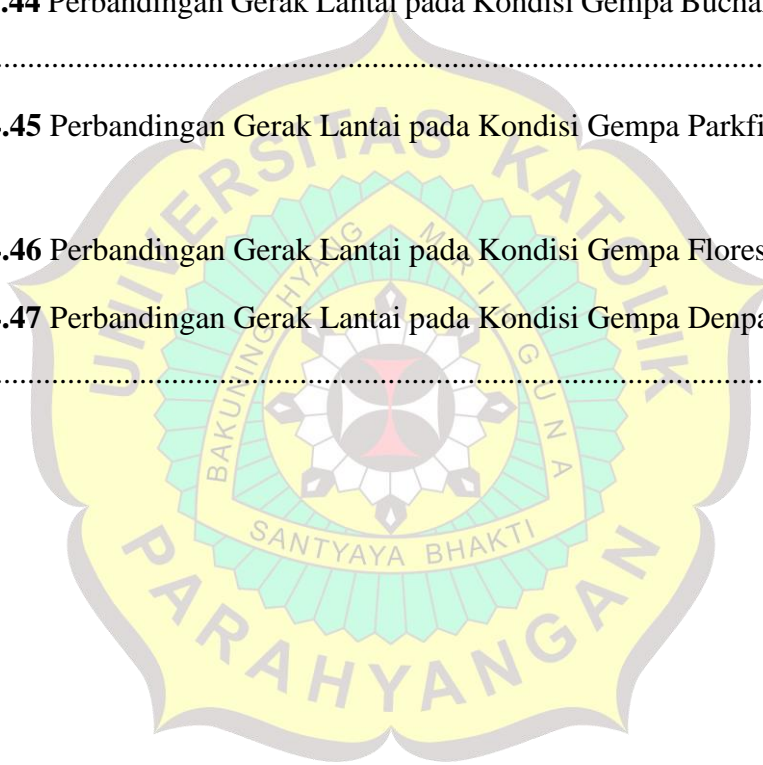 .44 Perbandingan Gerak Lantai pada Kondisi Gempa Bucha
....................................................................................................
.45 Perbandingan Gerak Lantai pada Kondisi Gempa Parkfi
.46 Perbandingan Gerak Lantai pada Kondisi Gempa Flores
.47 Perbandingan Gerak Lantai pada Kondisi Gempa Denpa
....................................................................................................
UNIVERSITAS KATOLIK
PARAHYANGAN
BAKUNING HYANG MRIH GUNA
SANTYAYA BHAKTI